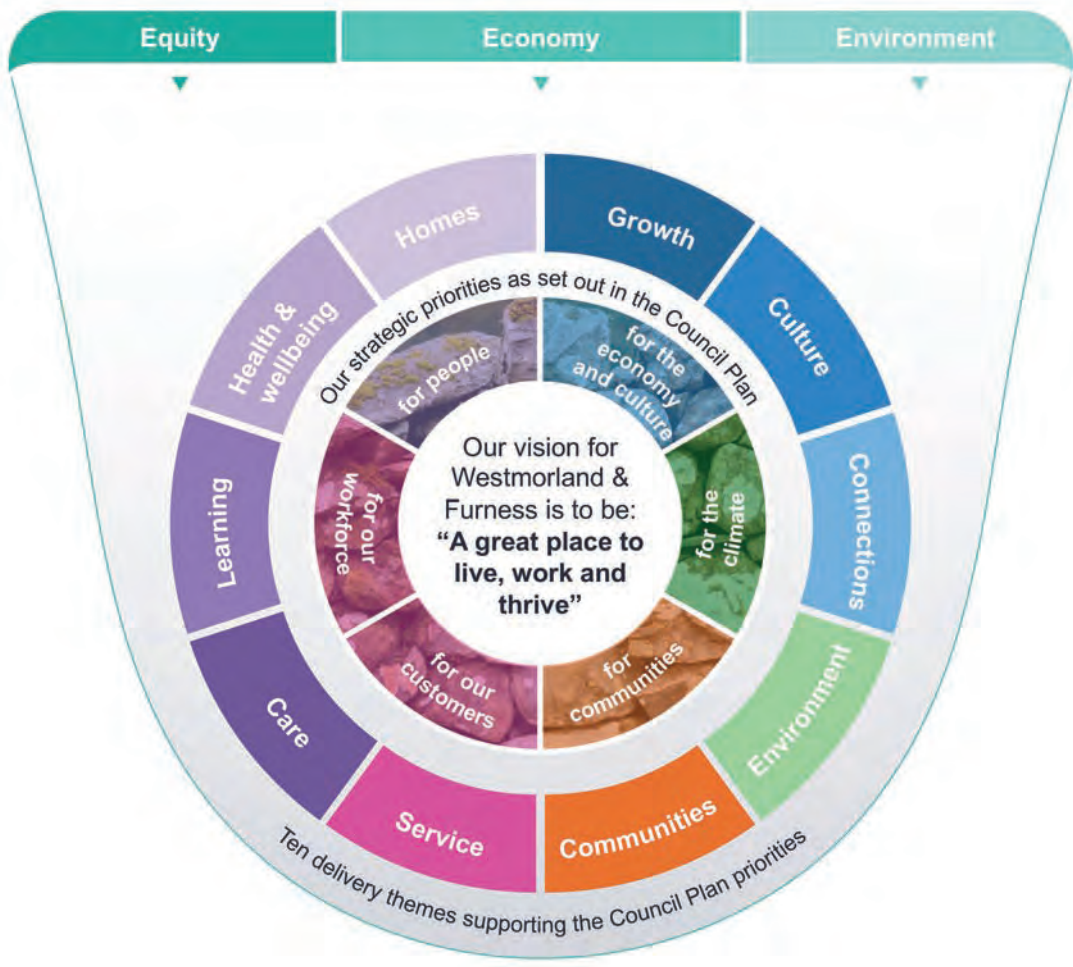 Equity
Economy
Environment
Homes
Growth
Culture
Connections
Environment
Communities
Service
Care
Learning
Health &
wellbeing
Our strategic priorities as set out in the Council Plan
for people
for the
economy
and culture
for the
climate
for
communities
for our
customers
for our
workforce
Our vision for
Westmorland &
Furness is to be:
“A great place to
live, work and
thrive”
Ten delivery themes supporting the Council Plan priorities